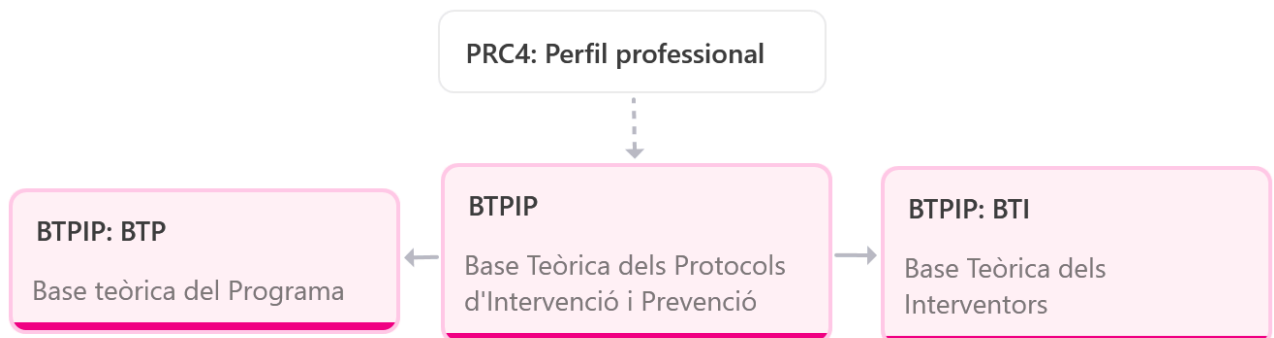 PRC4: Perfil professional
BTPIP: BTP
Base teòrica del Programa
BTPIP
Base Teòrica dels Protocols
d'Intervenció i Prevenció
BTPIP: BTI
Base Teòrica dels
Interventors